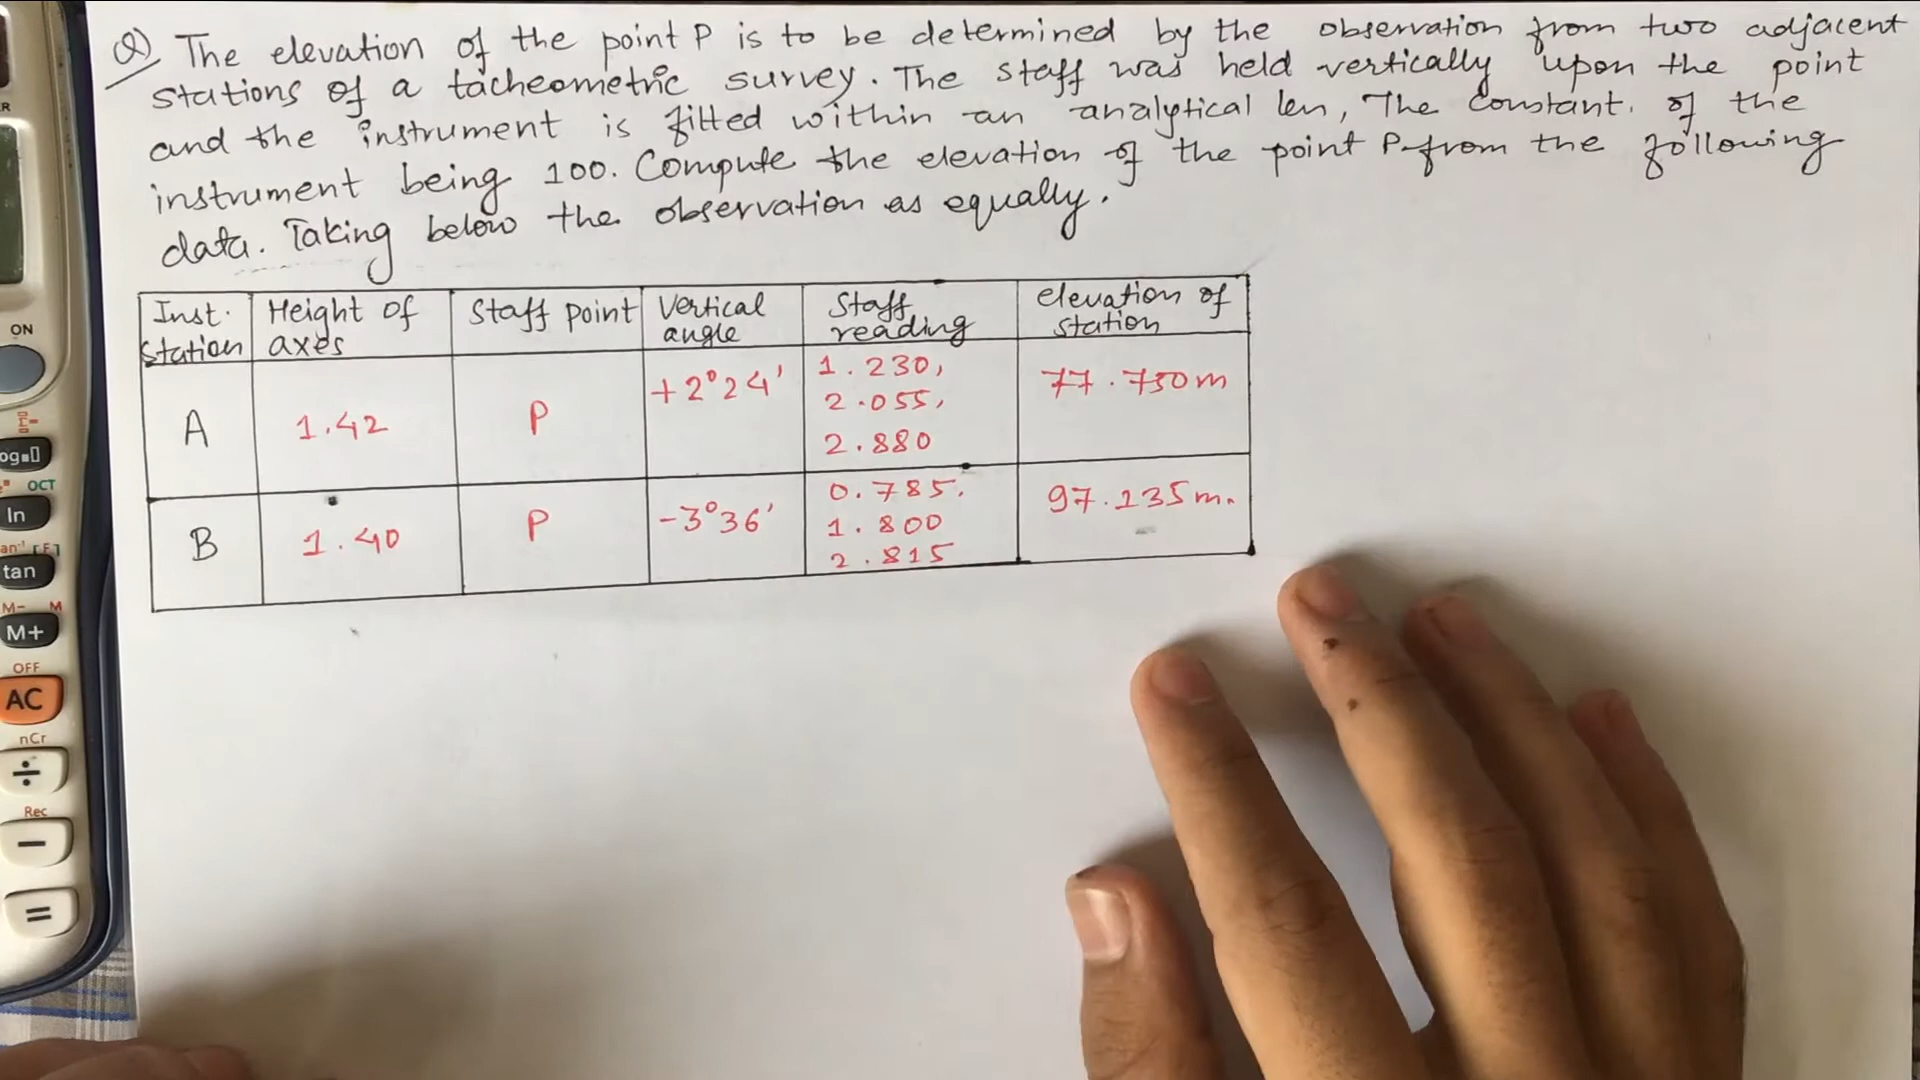 Q) The elevation of the point P is to be determined by the observation from two adjacent
stations of a tacheometric survey. The staff was held vertically upon the point
and the instrument is fitted within an analytical len, The constant. of the
instrument being 100. Compute the elevation of the point P from the following
data. Taking below the observation as equally.
Inst. station Height of axes Staff point Vertical angle Staff reading elevation of station
A 1.42 P +2°24' 1.230, 77.750m
2.055,
2.880
B 1.40 P -3°36' 0.785. 97.135m.
1.800
2.815
ON
OCT
ln
tan
M- M
M+
OFF
AC
nCr
÷
Rec
−
=